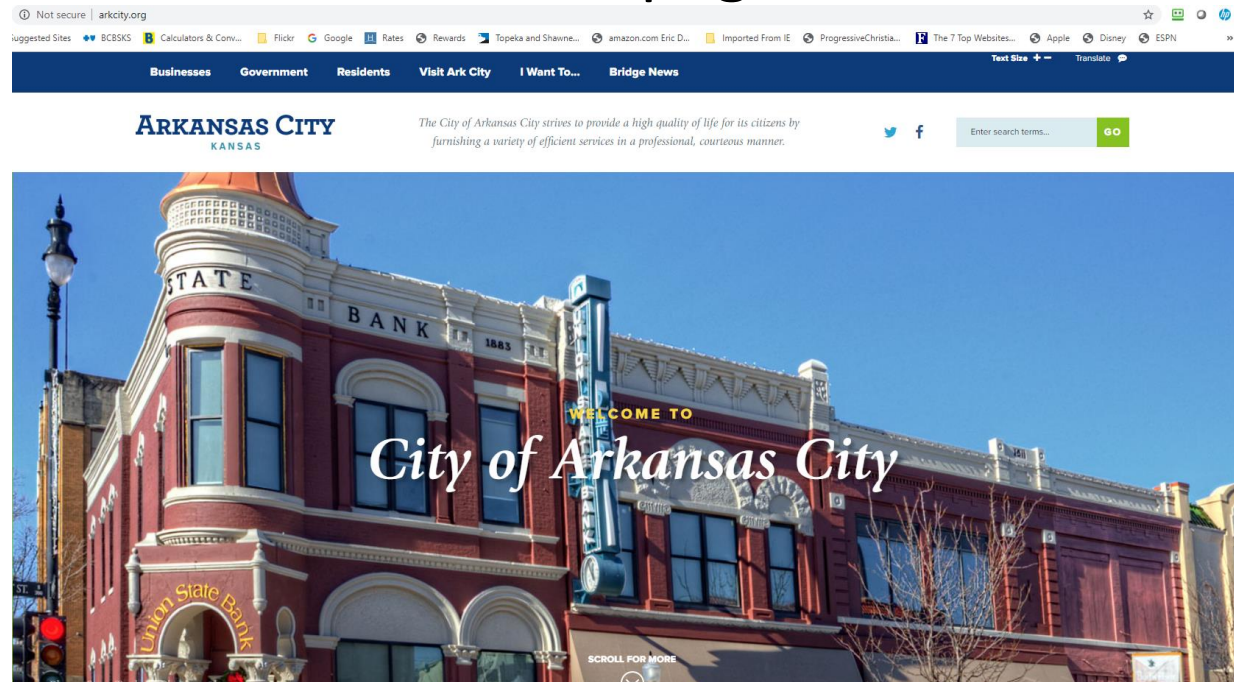 Not secure | arkcity.org
uggested Sites BCBSKS Calculators & Conv... Flickr Google Rates Rewards Topeka and Shawne... amazon.com Eric D... Imported From IE ProgressiveChristia... The 7 Top Websites... Apple Disney ESPN »
Text Size + − Translate
Businesses Government Residents Visit Ark City I Want To... Bridge News
ARKANSAS CITY
KANSAS
The City of Arkansas City strives to provide a high quality of life for its citizens by
furnishing a variety of efficient services in a professional, courteous manner.
Enter search terms... GO
STATE
BANK
1883
WELCOME TO
City of Arkansas City
Union State Bank
ST.
SCROLL FOR MORE